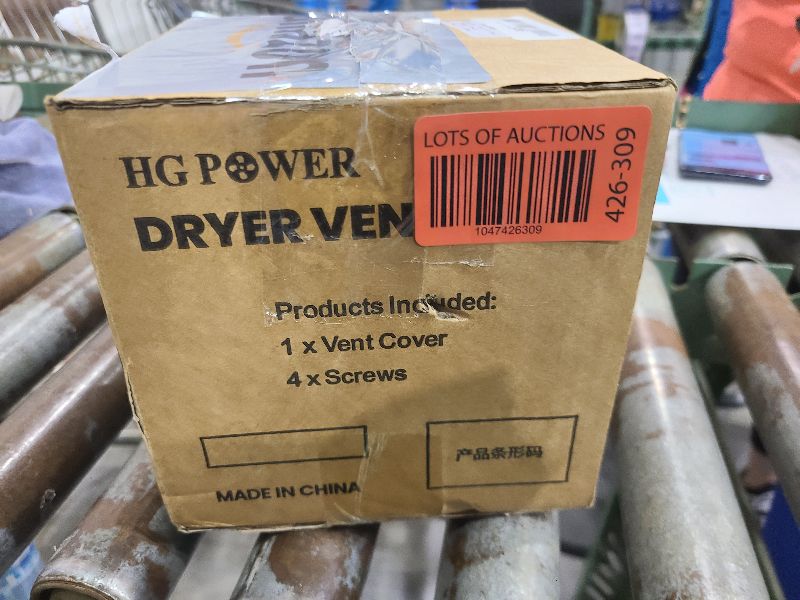 HG POWER
DRYER VEN
LOTS OF AUCTIONS
1047426309
426-309
Products Included:
1 x Vent Cover
4 x Screws
产品条形码
MADE IN CHINA